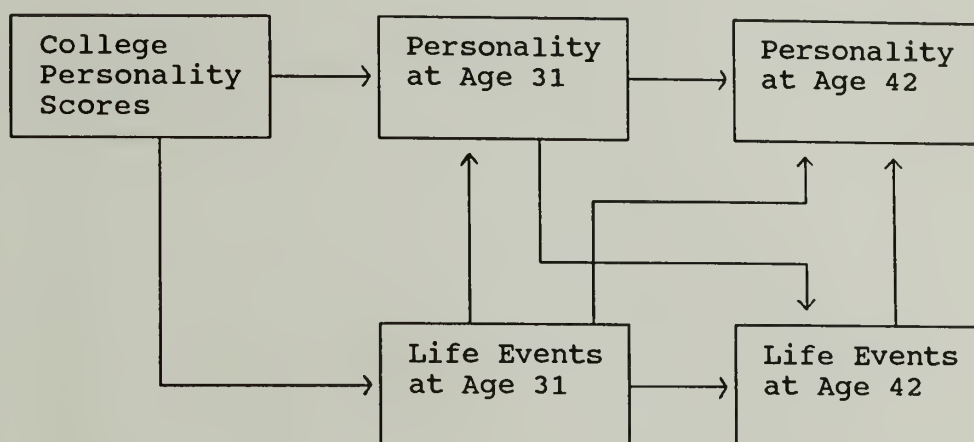 College
Personality
Scores
Personality
at Age 31
Personality
at Age 42
Life Events
at Age 31
Life Events
at Age 42